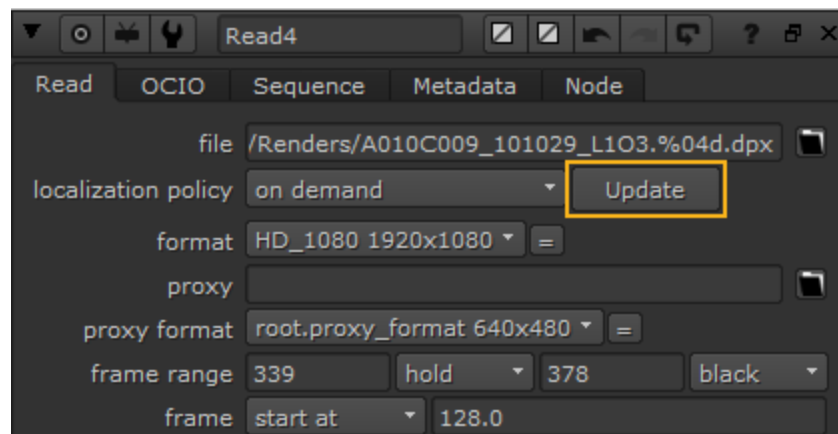 Read4 ?
Read OCIO Sequence Metadata Node
file /Renders/A010C009_101029_L1O3.%04d.dpx
localization policy on demand Update
format HD_1080 1920x1080 =
proxy
proxy format root.proxy_format 640x480 =
frame range 339 hold 378 black
frame start at 128.0